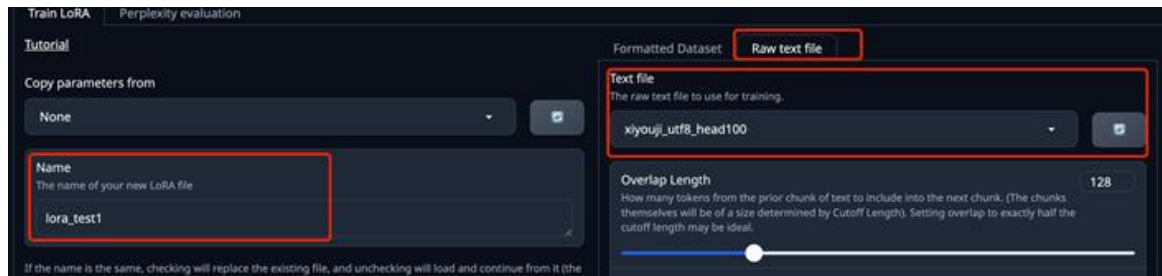 Train LoRA Perplexity evaluation
Tutorial
Copy parameters from
None
Name
The name of your new LoRA file
lora_test1
If the name is the same, checking will replace the existing file, and unchecking will load and continue from it (the
Formatted Dataset Raw text file
Text file
The raw text file to use for training.
xiyouji_utf8_head100
Overlap Length
128
How many tokens from the prior chunk of text to include into the next chunk. (The chunks
themselves will be of a size determined by Cutoff Length). Setting overlap to exactly half the
cutoff length may be ideal.